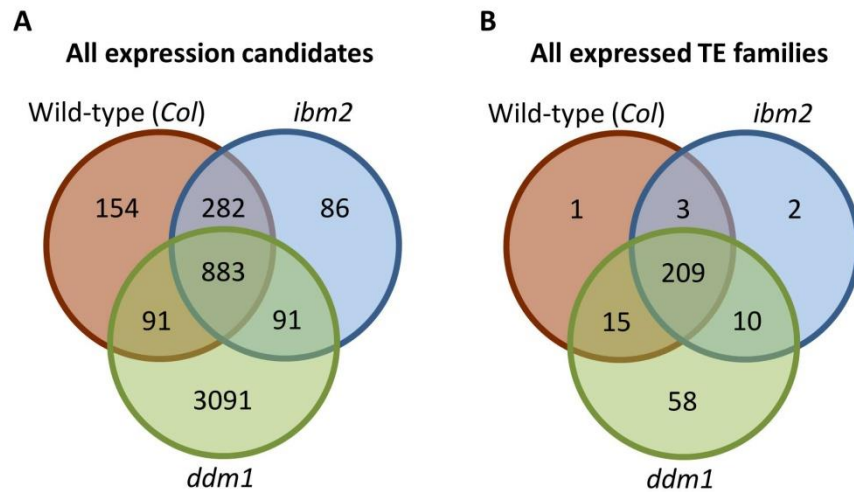 A
All expression candidates
Wild-type (Col)
ibm2
154
282
86
883
91
91
3091
ddm1
B
All expressed TE families
Wild-type (Col)
ibm2
1
3
2
209
15
10
58
ddm1